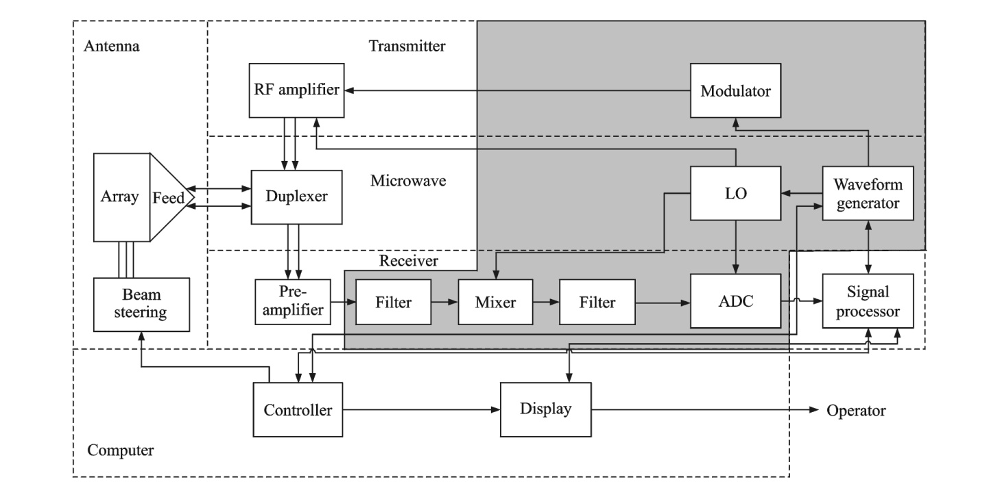 Antenna
Transmitter
RF amplifier
Modulator
Array
Feed
Duplexer
Microwave
LO
Waveform
generator
Receiver
Beam
steering
Pre-
amplifier
Filter
Mixer
Filter
ADC
Signal
processor
Controller
Display
Operator
Computer